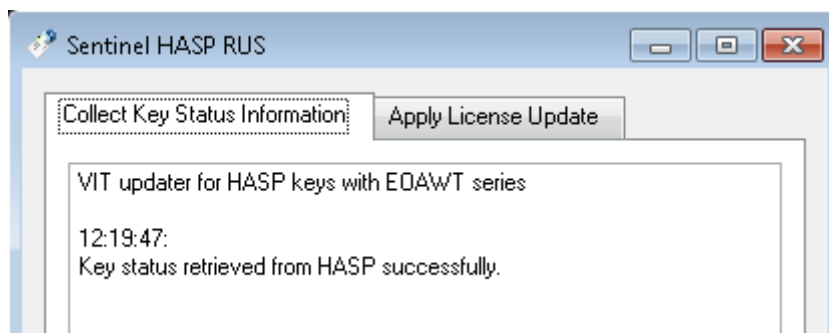 Sentinel HASP RUS
Collect Key Status Information
Apply License Update
VIT updater for HASP keys with EOAWT series
12:19:47:
Key status retrieved from HASP successfully.